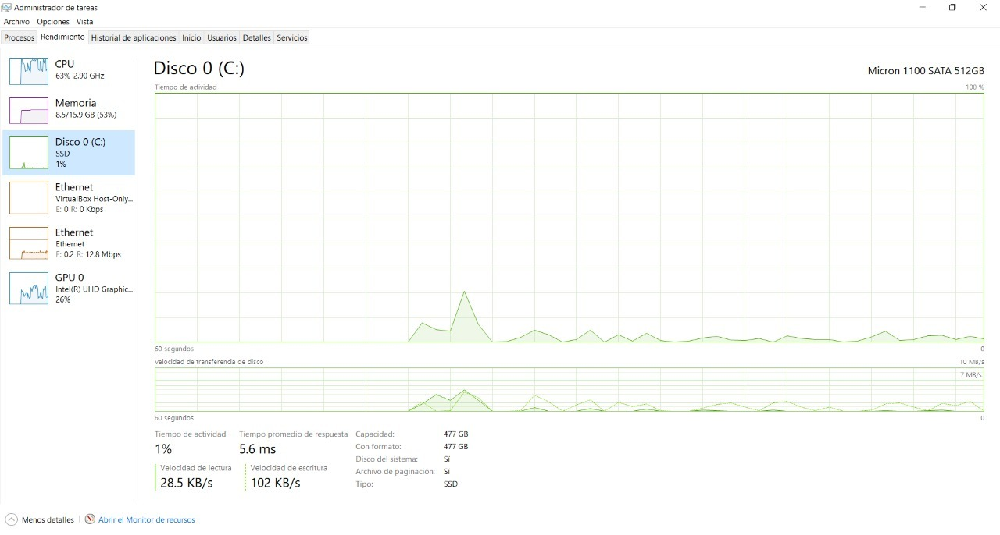 Administrador de tareas
Archivo Opciones Vista
Procesos Rendimiento Historial de aplicaciones Inicio Usuarios Detalles Servicios
CPU
63% 2.90 GHz
Memoria
8.5/15.9 GB (53%)
Disco 0 (C:)
SSD
1%
Ethernet
VirtualBox Host-Only...
E: 0 R: 0 Kbps
Ethernet
Ethernet
E: 0.2 R: 12.8 Mbps
GPU 0
Intel(R) UHD Graphic...
26%
Disco 0 (C:)
Micron 1100 SATA 512GB
Tiempo de actividad
100 %
60 segundos
0
Velocidad de transferencia de disco
10 MB/s
7 MB/s
60 segundos
0
Tiempo de actividad
1%
Tiempo promedio de respuesta
5.6 ms
Velocidad de lectura
28.5 KB/s
Velocidad de escritura
102 KB/s
Capacidad: 477 GB
Con formato: 477 GB
Disco del sistema: Sí
Archivo de paginación: Sí
Tipo: SSD
Menos detalles
Abrir el Monitor de recursos